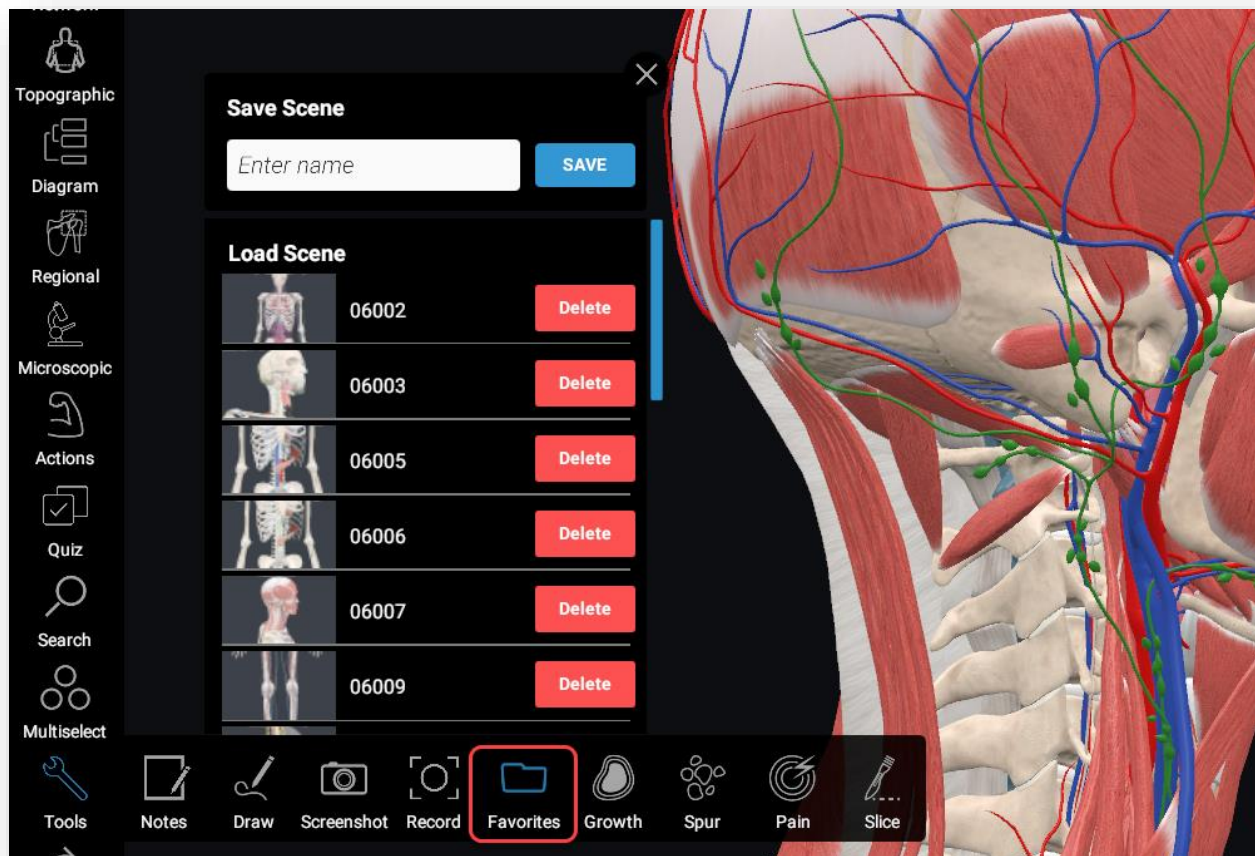 Topographic
Diagram
Regional
Microscopic
Actions
Quiz
Search
Multiselect
Tools
Save Scene
Enter name
SAVE
Load Scene
06002
Delete
06003
Delete
06005
Delete
06006
Delete
06007
Delete
06009
Delete
Notes
Draw
Screenshot
Record
Favorites
Growth
Spur
Pain
Slice